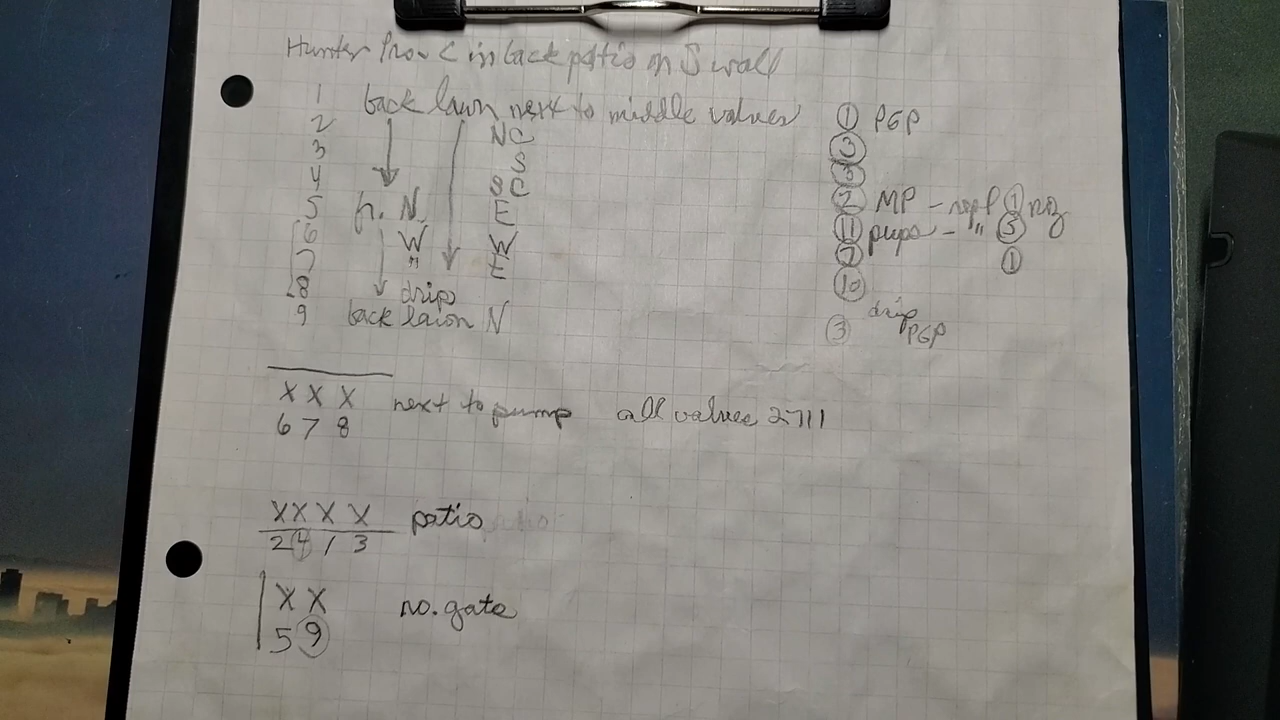 Hunter Pro-C in back patio on S wall
1 back lawn next to middle valves ① PGP
2 NC
3 S
4 SC ② MP - repl ① noz
5 fr. N. E ⑪ pups - " ⑤
6 W W ⑦ ①
7 " E ⑩
8 drip drip
9 back lawn N ③ PGP
X X X next to pump all valves 2711
6 7 8
X X X X patio
2 4 1 3
X X no. gate
5 9